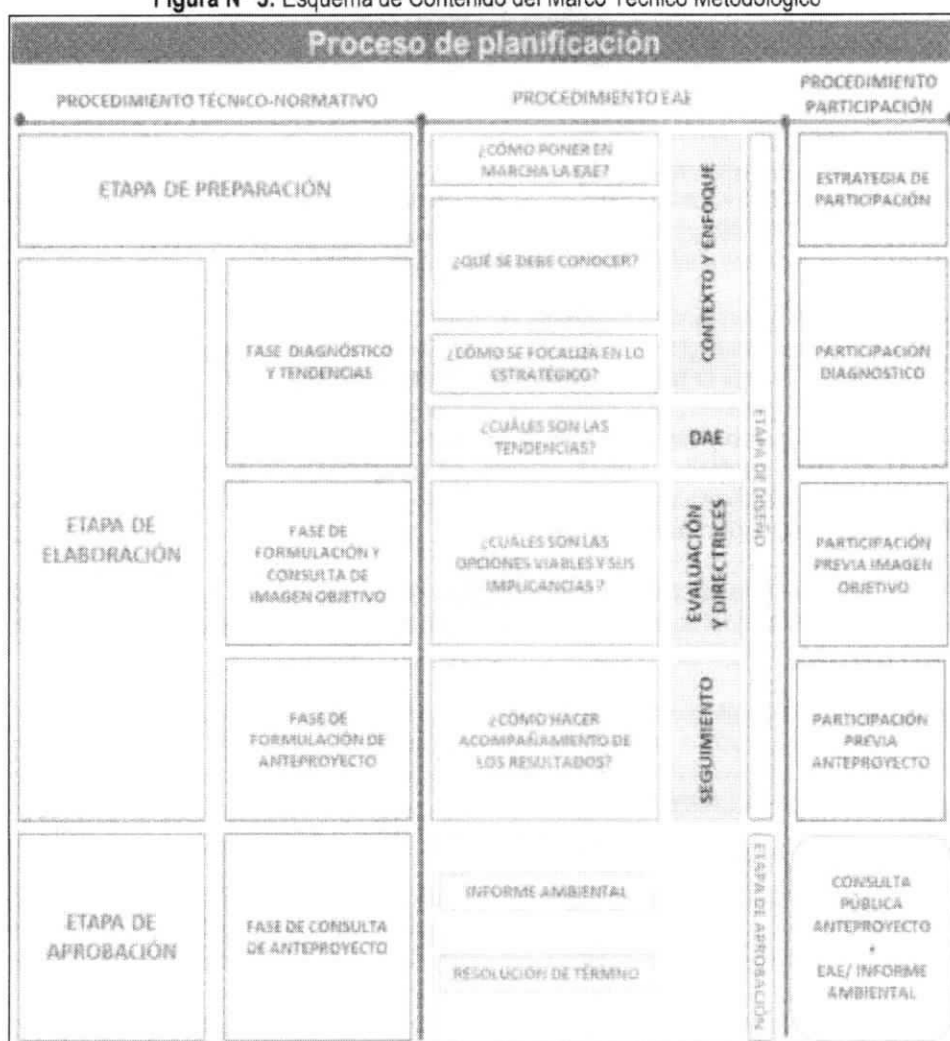 Figura N° 3: Esquema de Contenido del Marco Técnico Metodológico
Proceso de planificación
PROCEDIMIENTO TÉCNICO-NORMATIVO
PROCEDIMIENTO EAE
PROCEDIMIENTO
PARTICIPACIÓN
ETAPA DE PREPARACIÓN
¿CÓMO PONER EN
MARCHA LA EAE?
¿QUÉ SE DEBE CONOCER?
CONTEXTO Y ENFOQUE
ESTRATEGIA DE
PARTICIPACIÓN
ETAPA DE
ELABORACIÓN
FASE DIAGNÓSTICO
Y TENDENCIAS
¿CÓMO SE FOCALIZA EN LO
ESTRATÉGICO?
¿CUÁLES SON LAS
TENDENCIAS?
DAE
ETAPA DE DISEÑO
PARTICIPACIÓN
DIAGNOSTICO
FASE DE
FORMULACIÓN Y
CONSULTA DE
IMAGEN OBJETIVO
¿CUÁLES SON LAS
OPCIONES VIABLES Y SUS
IMPLICANCIAS?
EVALUACIÓN
Y DIRECTRICES
PARTICIPACIÓN
PREVIA IMAGEN
OBJETIVO
FASE DE
FORMULACIÓN DE
ANTEPROYECTO
¿CÓMO HACER
ACOMPAÑAMIENTO DE
LOS RESULTADOS?
SEGUIMIENTO
PARTICIPACIÓN
PREVIA
ANTEPROYECTO
ETAPA DE
APROBACIÓN
FASE DE CONSULTA
DE ANTEPROYECTO
INFORME AMBIENTAL
RESOLUCIÓN DE TÉRMNO
ETAPA DE APROBACIÓN
CONSULTA
PÚBLICA
ANTEPROYECTO
+
EAE/ INFORME
AMBIENTAL